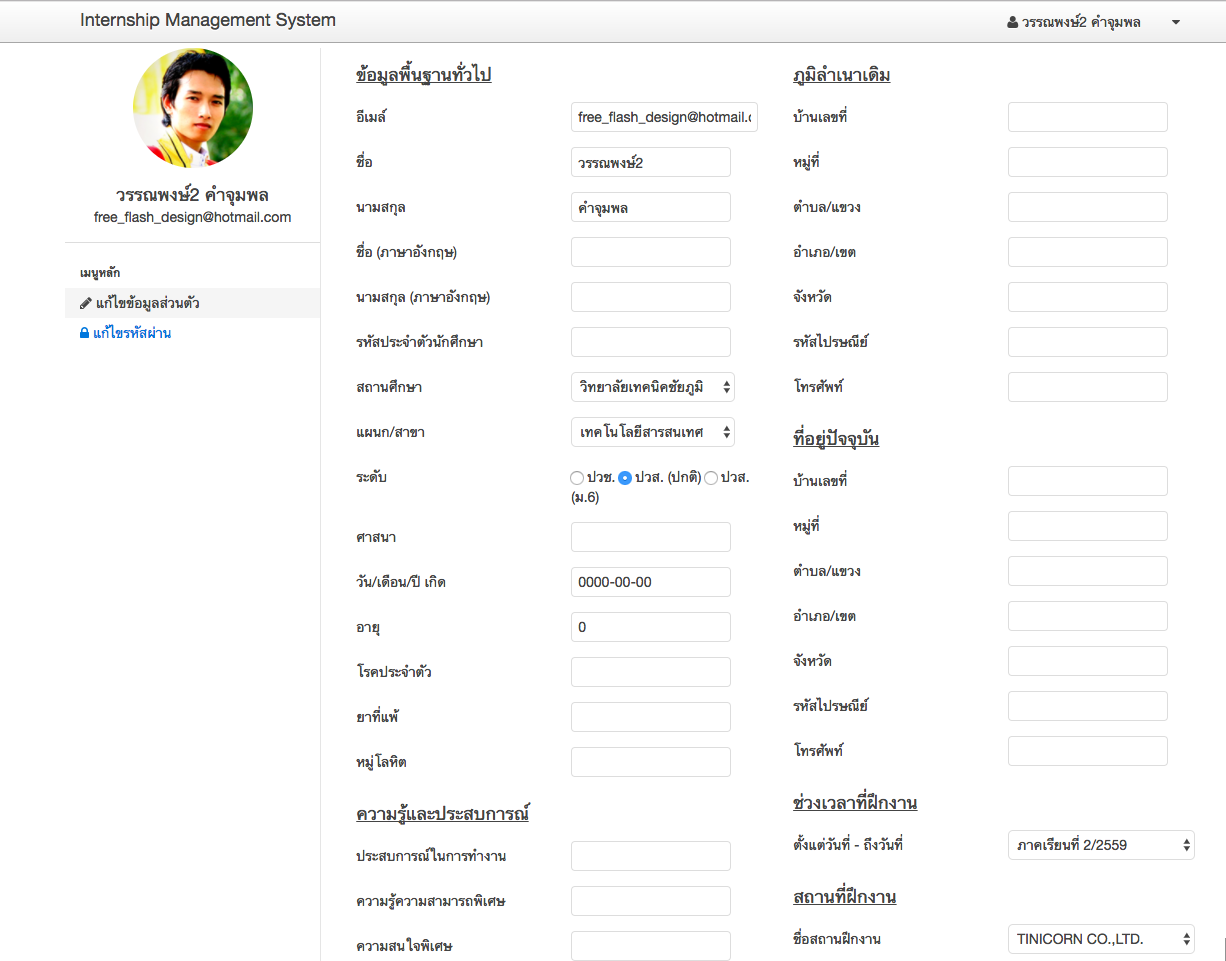 Internship Management System
วรรณพงษ์2 คำจุมพล
วรรณพงษ์2 คำจุมพล
free_flash_design@hotmail.com
เมนูหลัก
แก้ไขข้อมูลส่วนตัว
แก้ไขรหัสผ่าน
ข้อมูลพื้นฐานทั่วไป
อีเมล์ free_flash_design@hotmail.c
ชื่อ วรรณพงษ์2
นามสกุล คำจุมพล
ชื่อ (ภาษาอังกฤษ)
นามสกุล (ภาษาอังกฤษ)
รหัสประจำตัวนักศึกษา
สถานศึกษา วิทยาลัยเทคนิคชัยภูมิ
แผนก/สาขา เทคโนโลยีสารสนเทศ
ระดับ ปวช. ปวส. (ปกติ) ปวส.
(ม.6)
ศาสนา
วัน/เดือน/ปี เกิด 0000-00-00
อายุ 0
โรคประจำตัว
ยาที่แพ้
หมู่โลหิต
ความรู้และประสบการณ์
ประสบการณ์ในการทำงาน
ความรู้ความสามารถพิเศษ
ความสนใจพิเศษ
ภูมิลำเนาเดิม
บ้านเลขที่
หมู่ที่
ตำบล/แขวง
อำเภอ/เขต
จังหวัด
รหัสไปรษณีย์
โทรศัพท์
ที่อยู่ปัจจุบัน
บ้านเลขที่
หมู่ที่
ตำบล/แขวง
อำเภอ/เขต
จังหวัด
รหัสไปรษณีย์
โทรศัพท์
ช่วงเวลาที่ฝึกงาน
ตั้งแต่วันที่ - ถึงวันที่ ภาคเรียนที่ 2/2559
สถานที่ฝึกงาน
ชื่อสถานฝึกงาน TINICORN CO.,LTD.